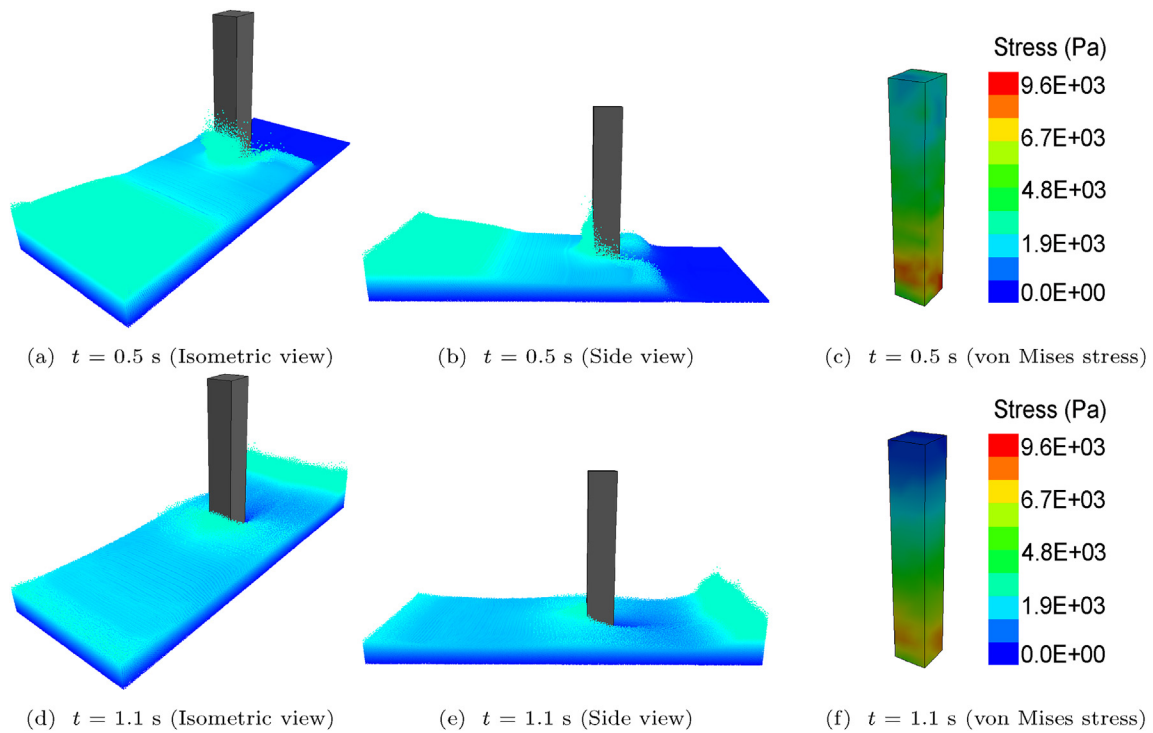 Stress (Pa)
9.6E+03
6.7E+03
4.8E+03
1.9E+03
0.0E+00
(a) t = 0.5 s (Isometric view)
(b) t = 0.5 s (Side view)
(c) t = 0.5 s (von Mises stress)
Stress (Pa)
9.6E+03
6.7E+03
4.8E+03
1.9E+03
0.0E+00
(d) t = 1.1 s (Isometric view)
(e) t = 1.1 s (Side view)
(f) t = 1.1 s (von Mises stress)